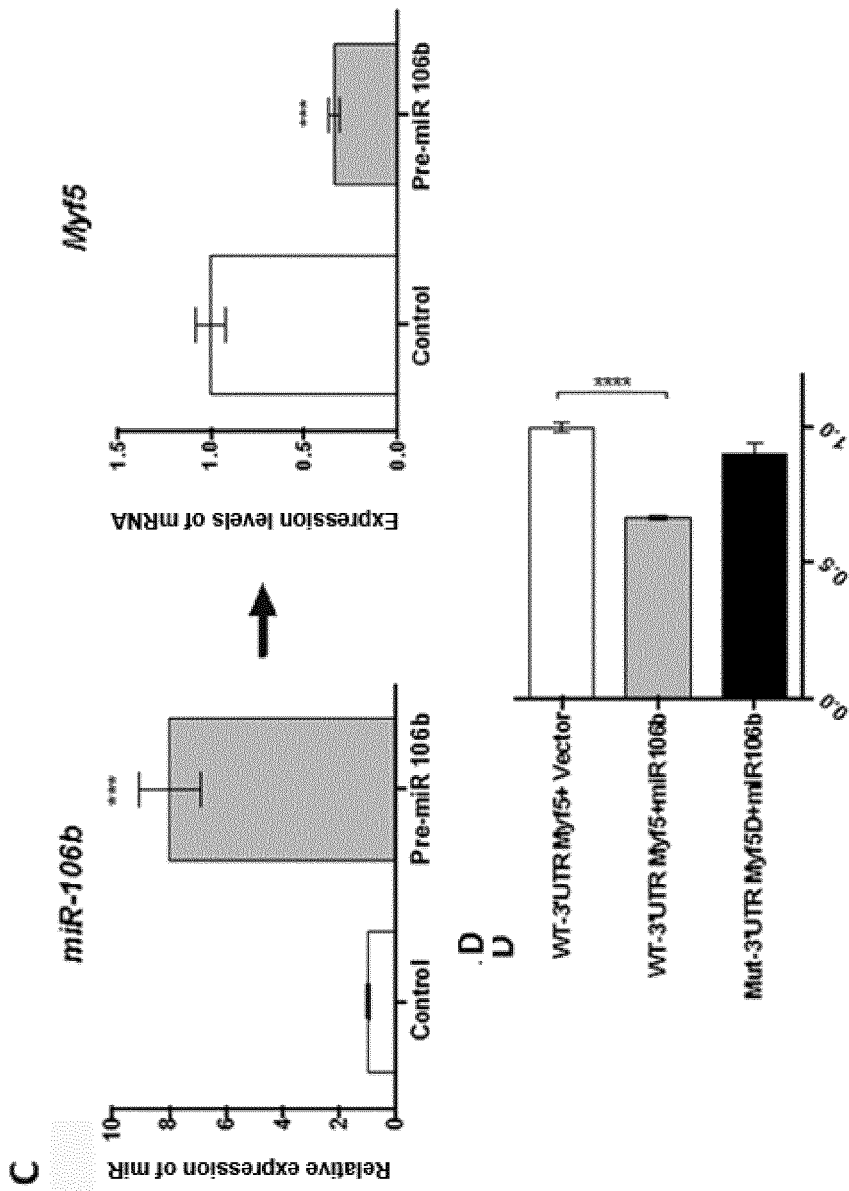 C
miR-106b
Relative expression of miR
10
8
6
4
2
0
Control
Pre-miR 106b
***
Myf5
Expression levels of mRNA
1.5
1.0
0.5
0.0
Control
Pre-miR 106b
***
. D
D
WT-3'UTR Myf5+ Vector
WT-3'UTR Myf5+miR106b
Mut-3'UTR Myf5D+miR106b
0.0
0.5
1.0
****